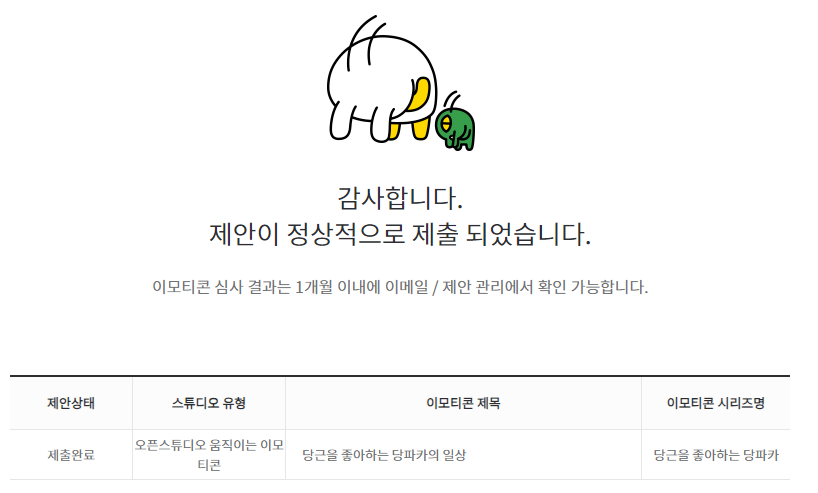 감사합니다.
제안이 정상적으로 제출 되었습니다.
이모티콘 심사 결과는 1개월 이내에 이메일 / 제안 관리에서 확인 가능합니다.
제안상태 스튜디오 유형 이모티콘 제목 이모티콘 시리즈명
제출완료 오픈스튜디오 움직이는 이모 당근을 좋아하는 당파카의 일상 당근을 좋아하는 당파카
티콘